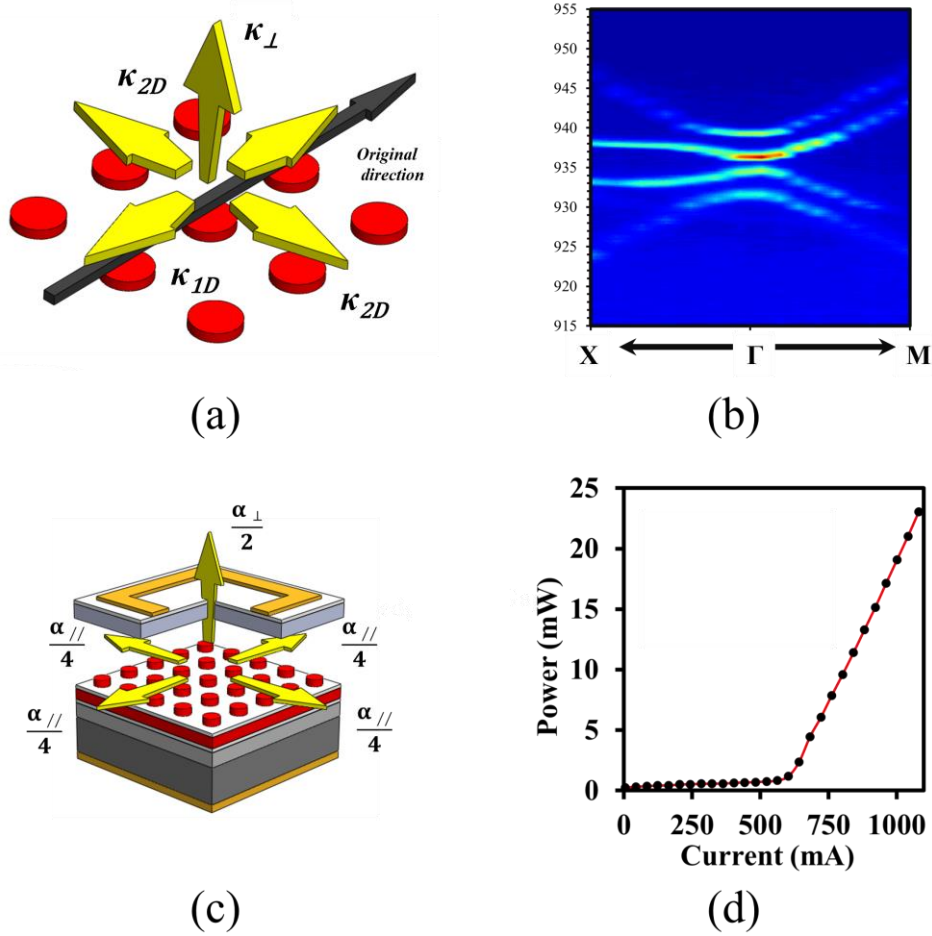 κ⊥
κ2D
Original
direction
κ1D
κ2D
(a)
955
950
945
940
935
930
925
920
915
X
Γ
M
(b)
α⊥
2
α//
4
α//
4
α//
4
α//
4
(c)
25
20
15
10
5
0
Power (mW)
0 250 500 750 1000
Current (mA)
(d)